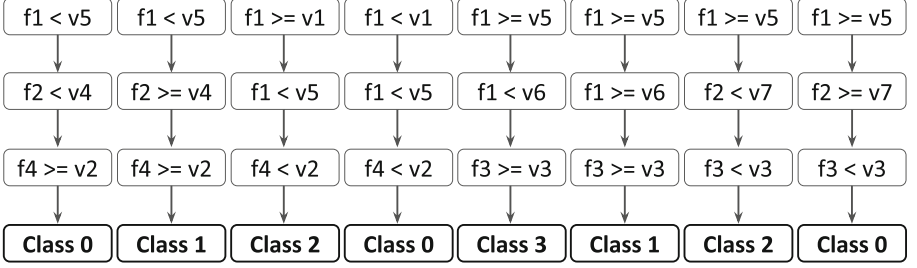 f1 < v5 f1 < v5 f1 >= v1 f1 < v1 f1 >= v5 f1 >= v5 f1 >= v5 f1 >= v5
f2 < v4 f2 >= v4 f1 < v5 f1 < v5 f1 < v6 f1 >= v6 f2 < v7 f2 >= v7
f4 >= v2 f4 >= v2 f4 < v2 f4 < v2 f3 >= v3 f3 >= v3 f3 < v3 f3 < v3
Class 0 Class 1 Class 2 Class 0 Class 3 Class 1 Class 2 Class 0